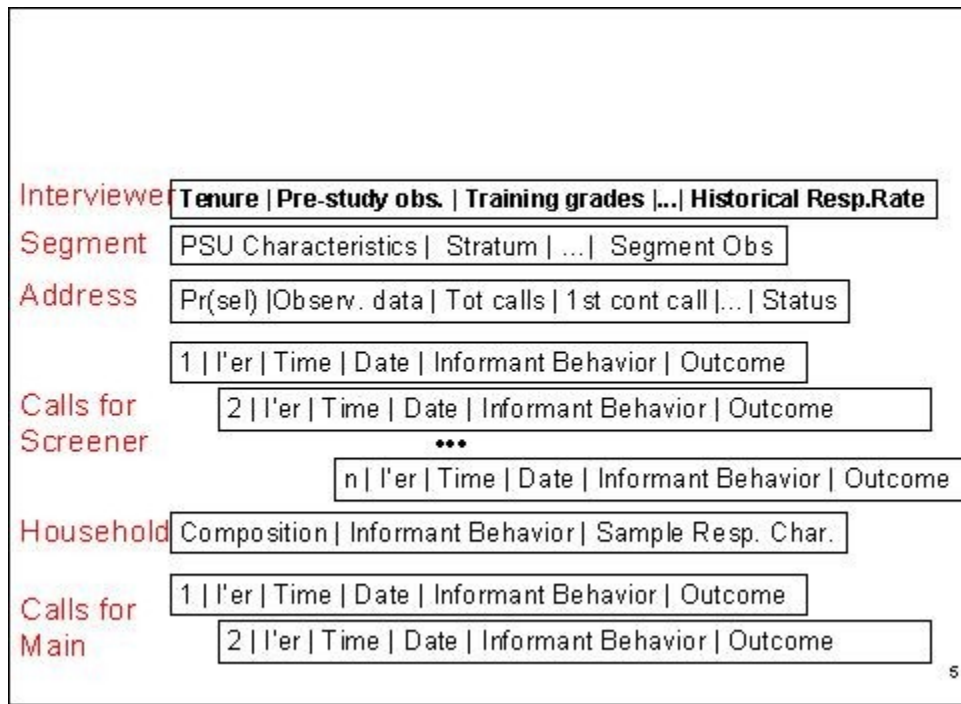 Interviewer Tenure | Pre-study obs. | Training grades |...| Historical Resp.Rate
Segment PSU Characteristics | Stratum | ...| Segment Obs
Address Pr(sel) |Observ. data | Tot calls | 1st cont call |... | Status
1 | I'er | Time | Date | Informant Behavior | Outcome
Calls for
Screener
2 | I'er | Time | Date | Informant Behavior | Outcome
•••
n | I'er | Time | Date | Informant Behavior | Outcome
Household Composition | Informant Behavior | Sample Resp. Char.
1 | I'er | Time | Date | Informant Behavior | Outcome
Calls for
Main
2 | I'er | Time | Date | Informant Behavior | Outcome
5